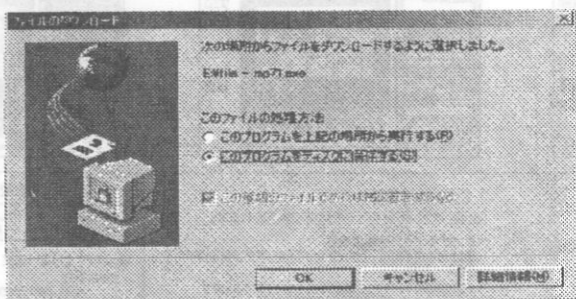 ファイルのダウンロード
次の場所からファイルをダウンロードするように選択しました。
mp71.exe
このファイルの処理方法
このプログラムを上記の場所から実行する(R)
このプログラムをディスクに保存する(S)
OK
キャンセル
詳細情報(M)